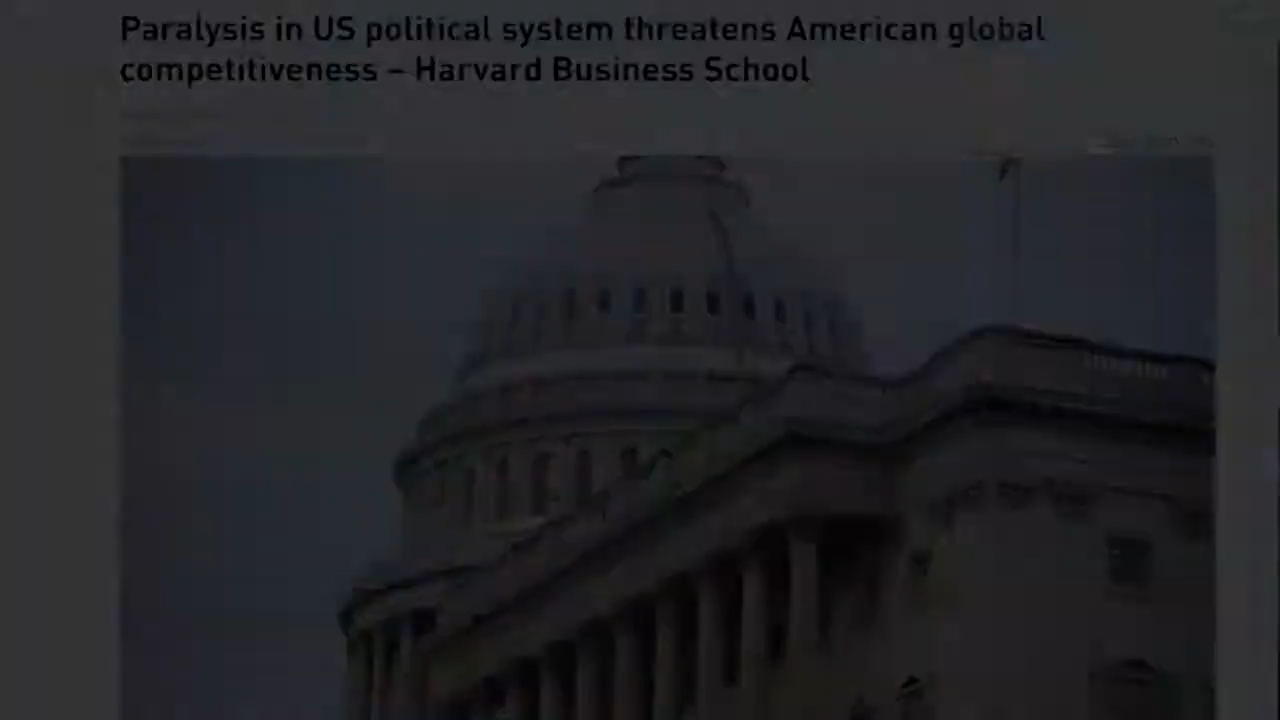 Paralysis in US political system threatens American global
competitiveness – Harvard Business School